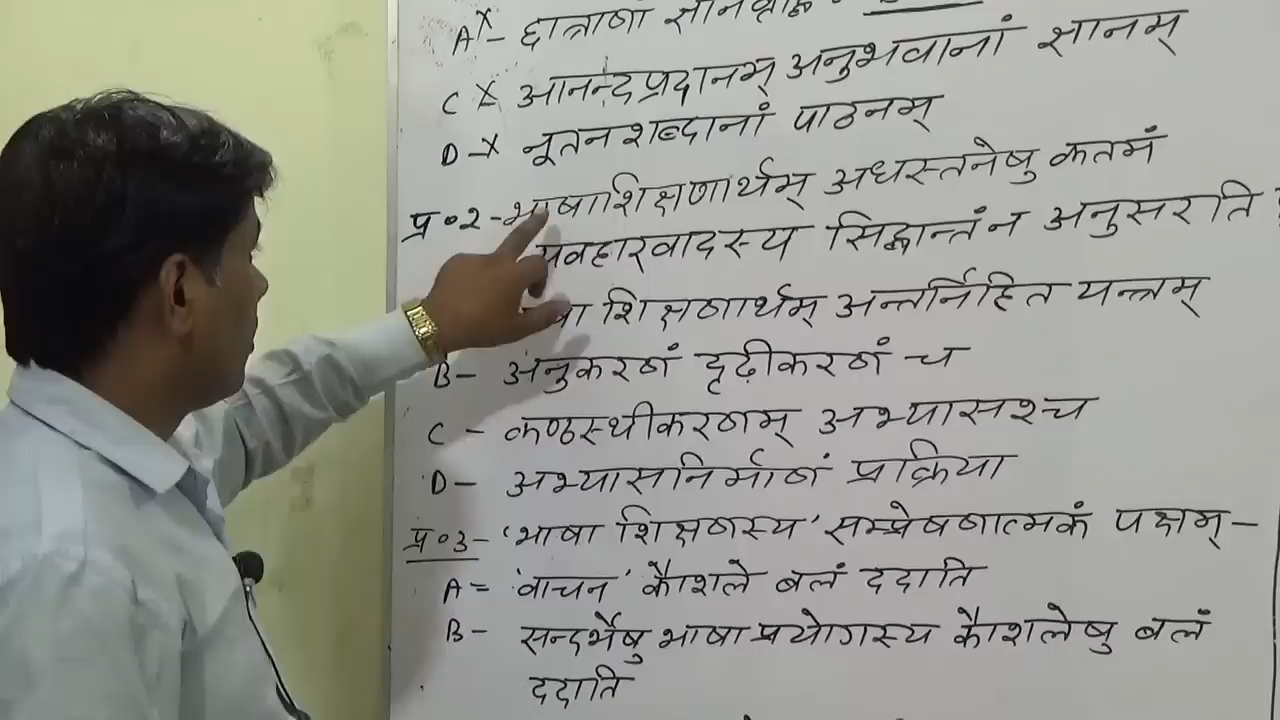 A× - छात्राणां
C × आनन्दप्रदानम् अनुभवानां ज्ञानम्
D-× नूतनशब्दानां पाठनम्
प्र०2- भाषाशिक्षणार्थम् अधस्तनेषु कतमं
व्यवहारवादस्य सिद्धान्तं न अनुसरति ?
शिक्षणार्थम् अन्तर्निहित यन्त्रम्
B- अनुकरणं दृढ़ीकरणं च
C - कण्ठस्थीकरणम् अभ्यासश्च
D- अभ्यासनिर्माणं प्रक्रिया
प्र०3- 'भाषा शिक्षणस्य' सम्प्रेषणात्मकं पक्षम् –
A= 'वाचन' कौशले बलं ददाति
B- सन्दर्भेषु भाषा प्रयोगस्य कौशलेषु बलं
ददाति